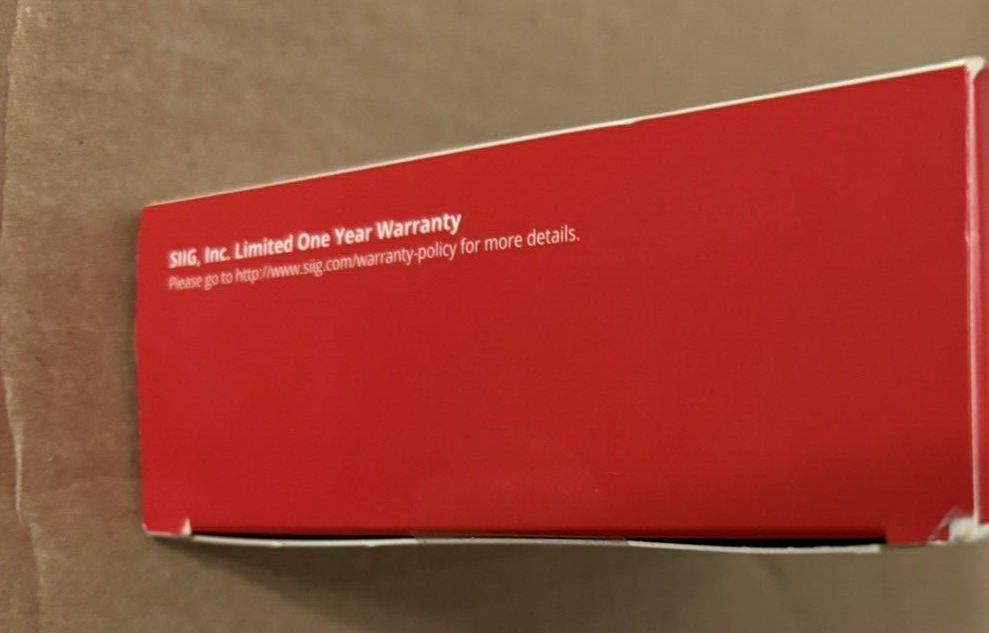 SIIG, Inc. Limited One Year Warranty
Please go to http://www.siig.com/warranty-policy for more details.